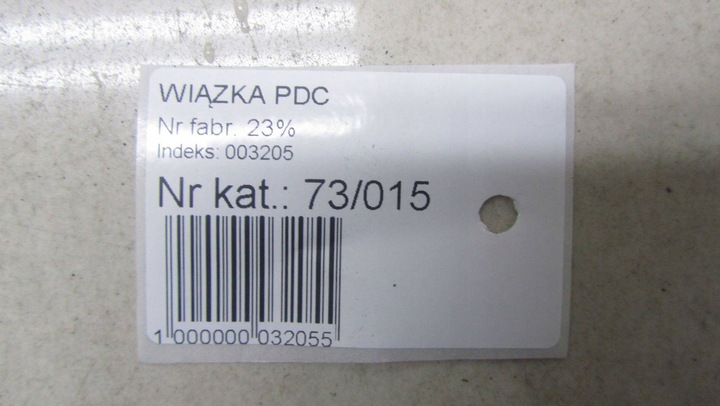 WIĄZKA PDC
Nr fabr. 23%
Indeks: 003205
Nr kat.: 73/015
1 000000 032055